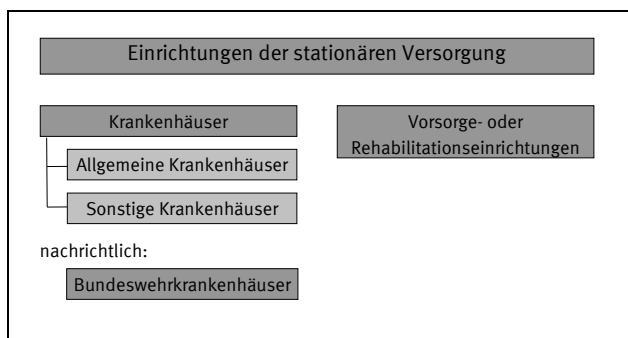 Einrichtungen der stationären Versorgung
Krankenhäuser
Allgemeine Krankenhäuser
Sonstige Krankenhäuser
nachrichtlich:
Bundeswehrkrankenhäuser
Vorsorge- oder
Rehabilitationseinrichtungen